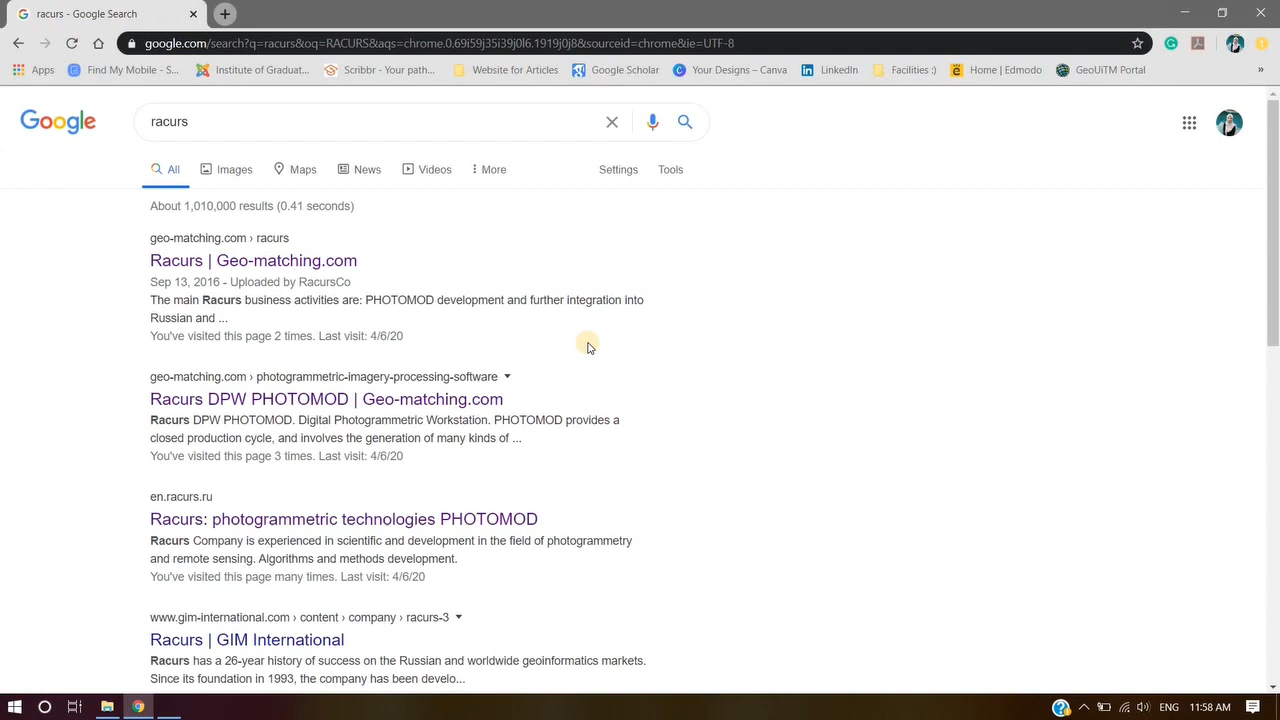 racurs - Google Search
google.com/search?q=racurs&oq=RACURS&aqs=chrome.0.69i59j35i39j0l6.1919j0j8&sourceid=chrome&ie=UTF-8
Apps Find My Mobile - S... Institute of Graduat... Scribbr - Your path... Website for Articles Google Scholar Your Designes – Canva LinkedIn Facilities :) Home | Edmodo GeoUiTM Portal »
Google
racurs
All Images Maps News Videos More Settings Tools
About 1,010,000 results (0.41 seconds)
geo-matching.com › racurs
Racurs | Geo-matching.com
Sep 13, 2016 - Uploaded by RacursCo
The main Racurs business activities are: PHOTOMOD development and further integration into
Russian and ...
You've visited this page 2 times. Last visit: 4/6/20
geo-matching.com › photogrammetric-imagery-processing-software
Racurs DPW PHOTOMOD | Geo-matching.com
Racurs DPW PHOTOMOD. Digital Photogrammetric Workstation. PHOTOMOD provides a
closed production cycle, and involves the generation of many kinds of ...
You've visited this page 3 times. Last visit: 4/6/20
en.racurs.ru
Racurs: photogrammetric technologies PHOTOMOD
Racurs Company is experienced in scientific and development in the field of photogrammetry
and remote sensing. Algorithms and methods development.
You've visited this page many times. Last visit: 4/6/20
www.gim-international.com › content › company › racurs-3
Racurs | GIM International
Racurs has a 26-year history of success on the Russian and worldwide geoinformatics markets.
Since its foundation in 1993, the company has been develo...
ENG 11:58 AM